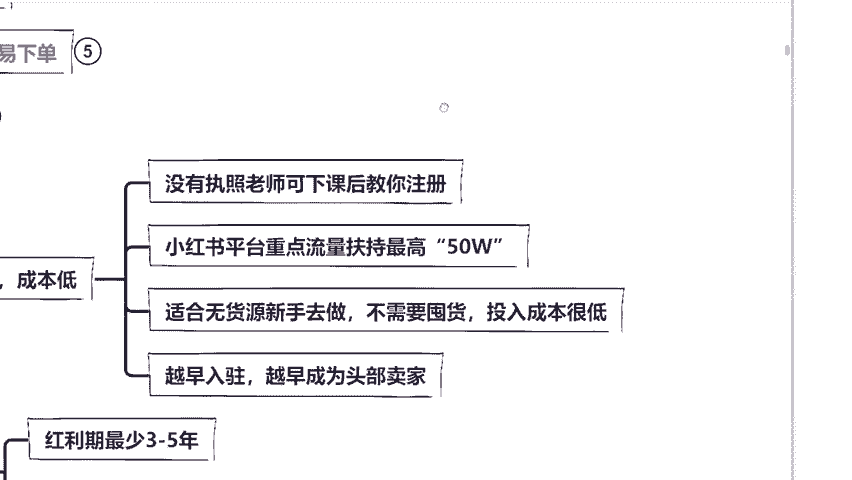 易下单 ⑤
没有执照老师可下课后教你注册
小红书平台重点流量扶持最高“50W”
，成本低
适合无货源新手去做，不需要囤货，投入成本很低
越早入驻，越早成为头部卖家
红利期最少3-5年